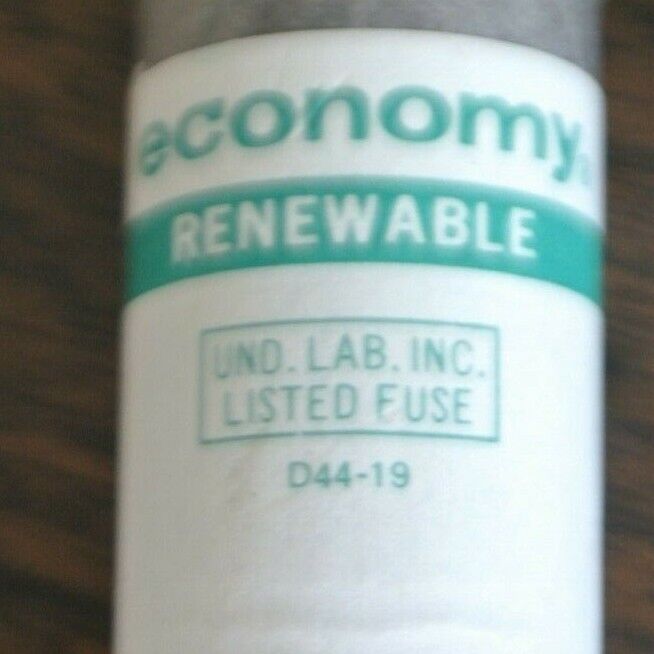 economy
RENEWABLE
UND. LAB. INC.
LISTED FUSE
D44-19